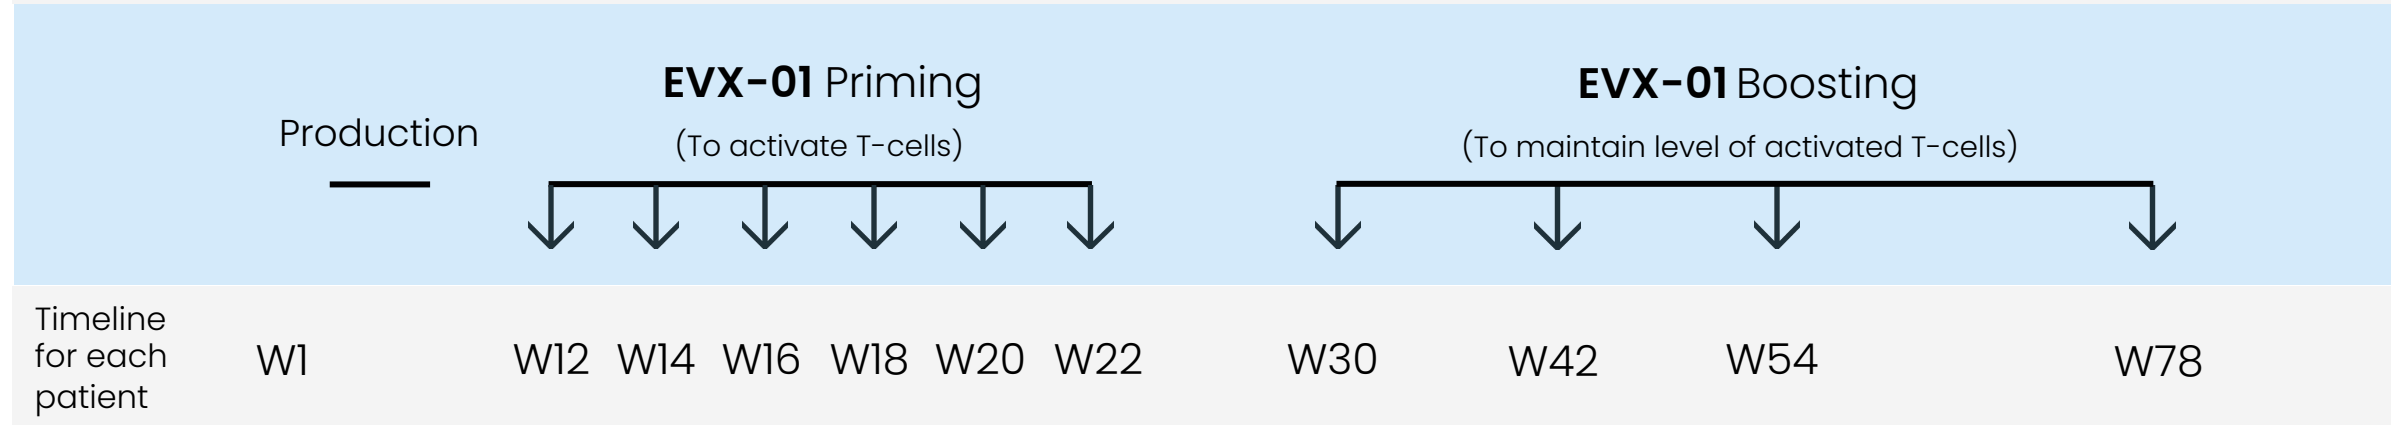 EVX-01 Priming
EVX-01 Boosting
Production
(To activate T-cells)
(To maintain level of activated T-cells)
Timeline
for each
patient
W1
W12 W14 W16 W18 W20 W22
W30
W42
W54
W78